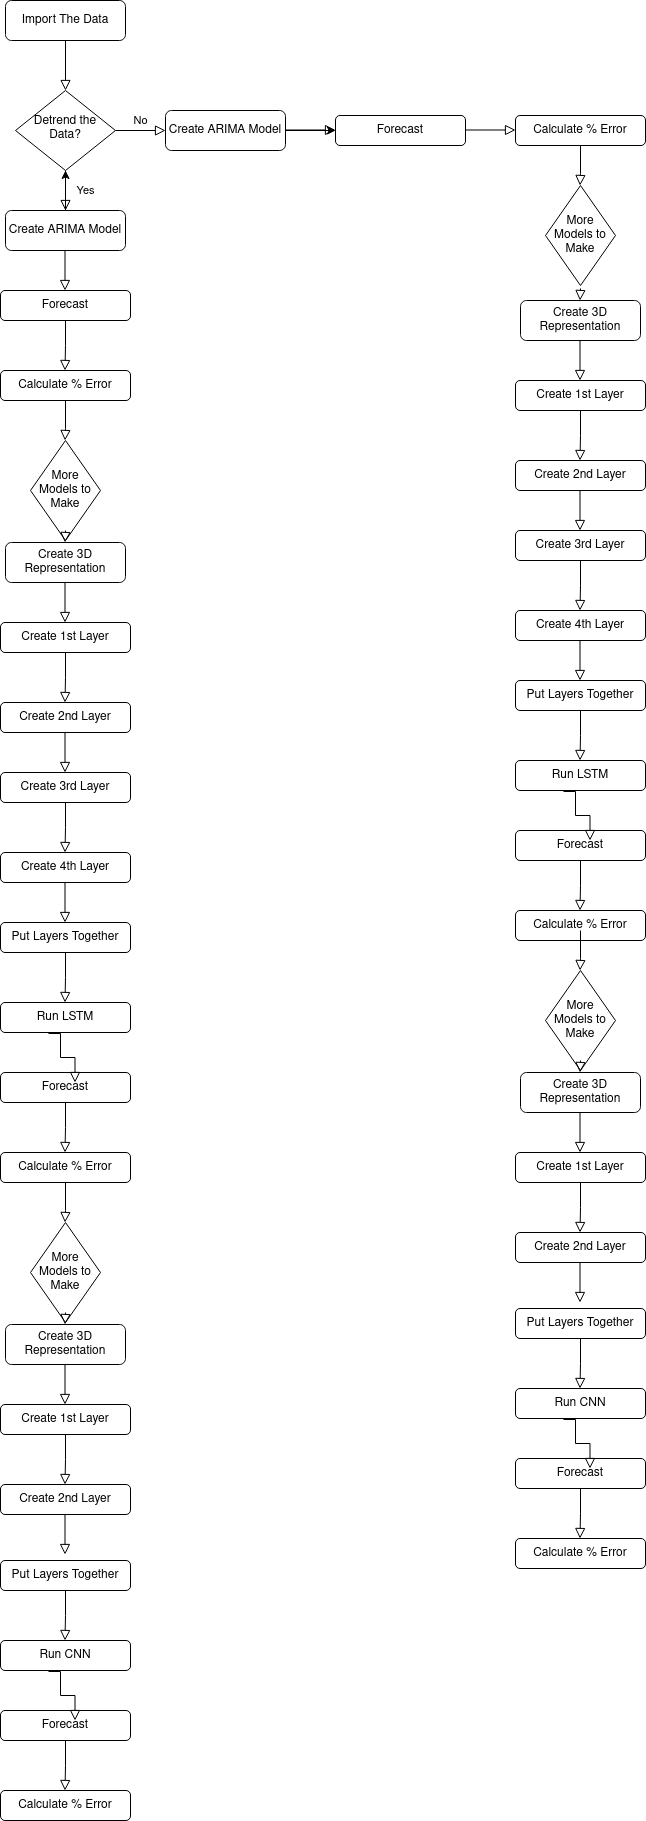 Import The Data
Detrend the
Data?
No
Create ARIMA Model
Forecast
Calculate % Error
Yes
Create ARIMA Model
Forecast
Calculate % Error
More
Models to
Make
Create 3D
Representation
Create 1st Layer
Create 2nd Layer
Create 3rd Layer
Create 4th Layer
Put Layers Together
Run LSTM
Forecast
Calculate % Error
More
Models to
Make
Create 3D
Representation
Create 1st Layer
Create 2nd Layer
Put Layers Together
Run CNN
Forecast
Calculate % Error
More
Models to
Make
Create 3D
Representation
Create 1st Layer
Create 2nd Layer
Create 3rd Layer
Create 4th Layer
Put Layers Together
Run LSTM
Forecast
Calculate % Error
More
Models to
Make
Create 3D
Representation
Create 1st Layer
Create 2nd Layer
Put Layers Together
Run CNN
Forecast
Calculate % Error